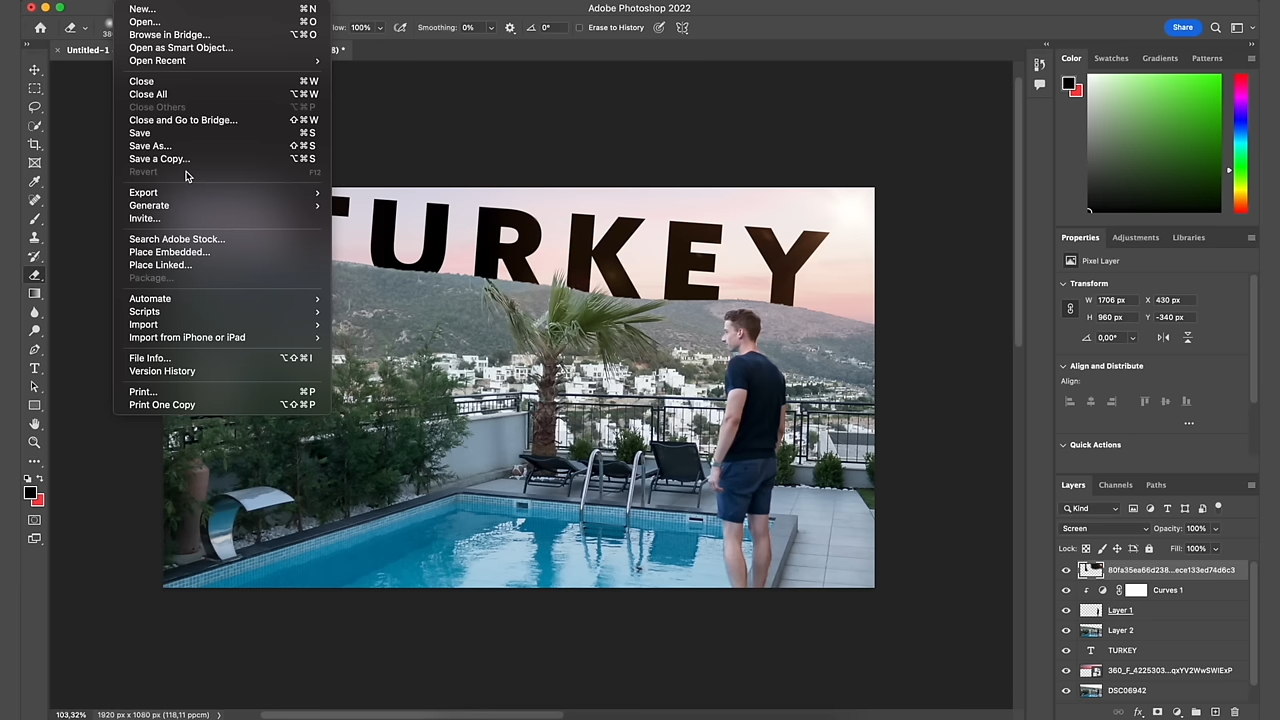 Adobe Photoshop 2022
low: 100%
Smoothing: 0%
0°
Erase to History
Share
Untitled-1
8) *
New... ⌘N
Open... ⌘O
Browse in Bridge... ⌥⌘O
Open as Smart Object...
Open Recent
Close ⌘W
Close All ⌥⌘W
Close Others ⌥⌘P
Close and Go to Bridge... ⇧⌘W
Save ⌘S
Save As... ⇧⌘S
Save a Copy... ⌥⌘S
Revert F12
Export
Generate
Invite...
Search Adobe Stock...
Place Embedded...
Place Linked...
Package...
Automate
Scripts
Import
Import from iPhone or iPad
File Info... ⌥⇧⌘I
Version History
Print... ⌘P
Print One Copy ⌥⇧⌘P
TURKEY
Color Swatches Gradients Patterns
Properties Adjustments Libraries
Pixel Layer
Transform
W 1706 px X 430 px
H 960 px Y -340 px
0,00°
Align and Distribute
Align:
Quick Actions
Layers Channels Paths
Kind
Screen Opacity: 100%
Lock: Fill: 100%
80fa35ea66d238...ece133ed74d6c3
Curves 1
Layer 1
Layer 2
T TURKEY
360_F_4225303...qxYV2WwSWIExP
DSC06942
fx
103,32% 1920 px x 1080 px (118,11 ppcm)